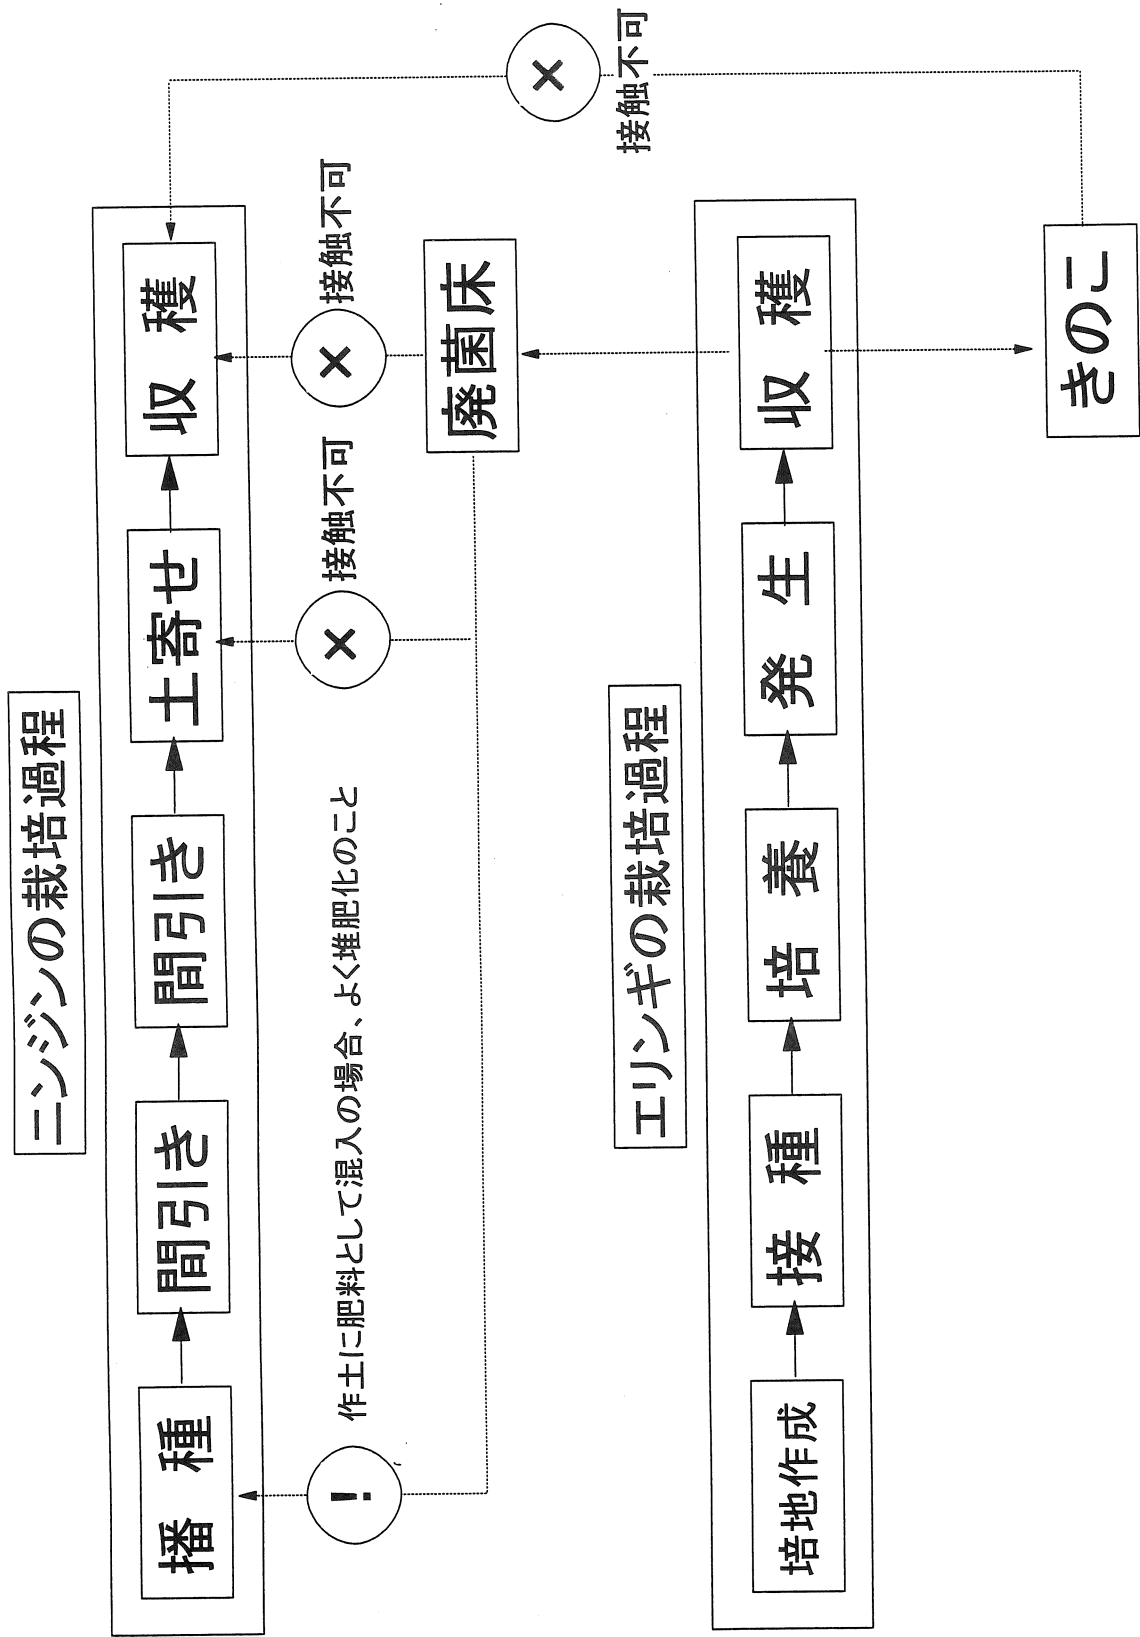 ニンジンの栽培過程
播種
間引き
間引き
土寄せ
収穫
接触不可
接触不可
接触不可
!
×
×
×
作土に肥料として混入の場合、よく堆肥化のこと
廃菌床
エリンギの栽培過程
培地作成
接種
培養
発生
収穫
きのこ